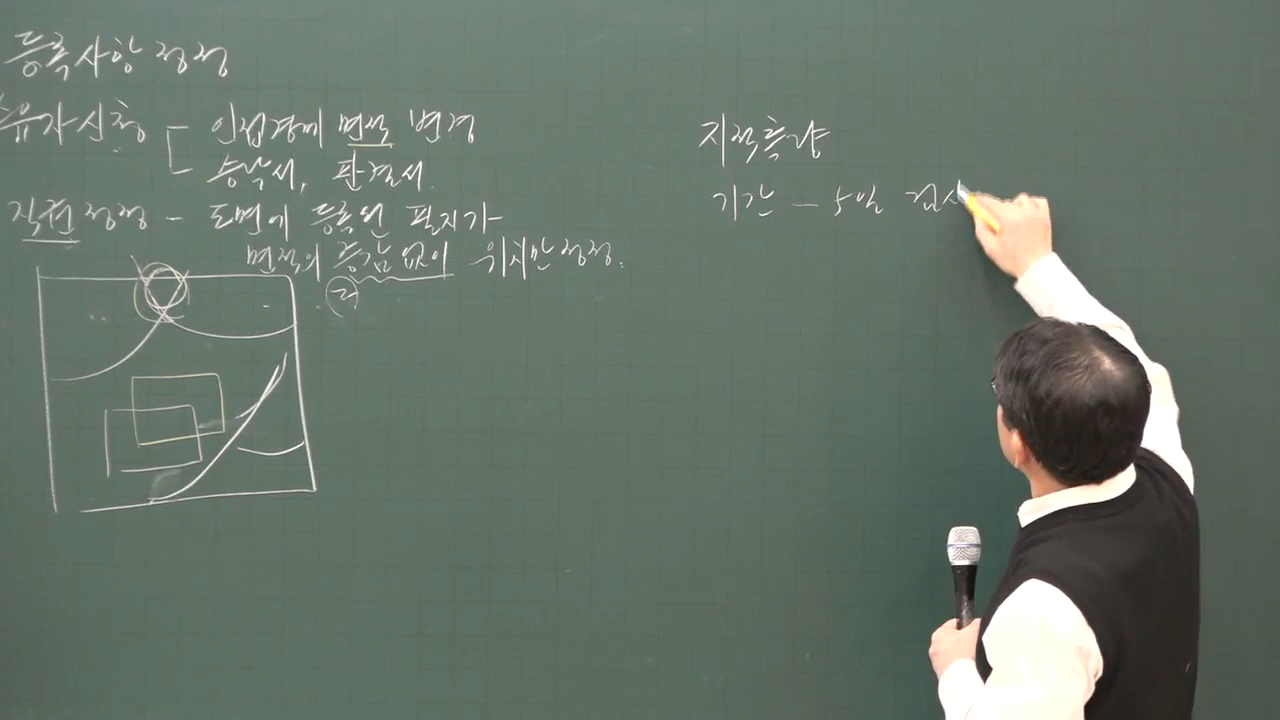 등록사항 정정
소유자신청 인접경계 면적 변경
승낙서, 판결서.
직권정정 - 도면에 등록된 필지가
면적의 증감 없이 위치만 정정.
②
지적측량
기간 - 5일 검사